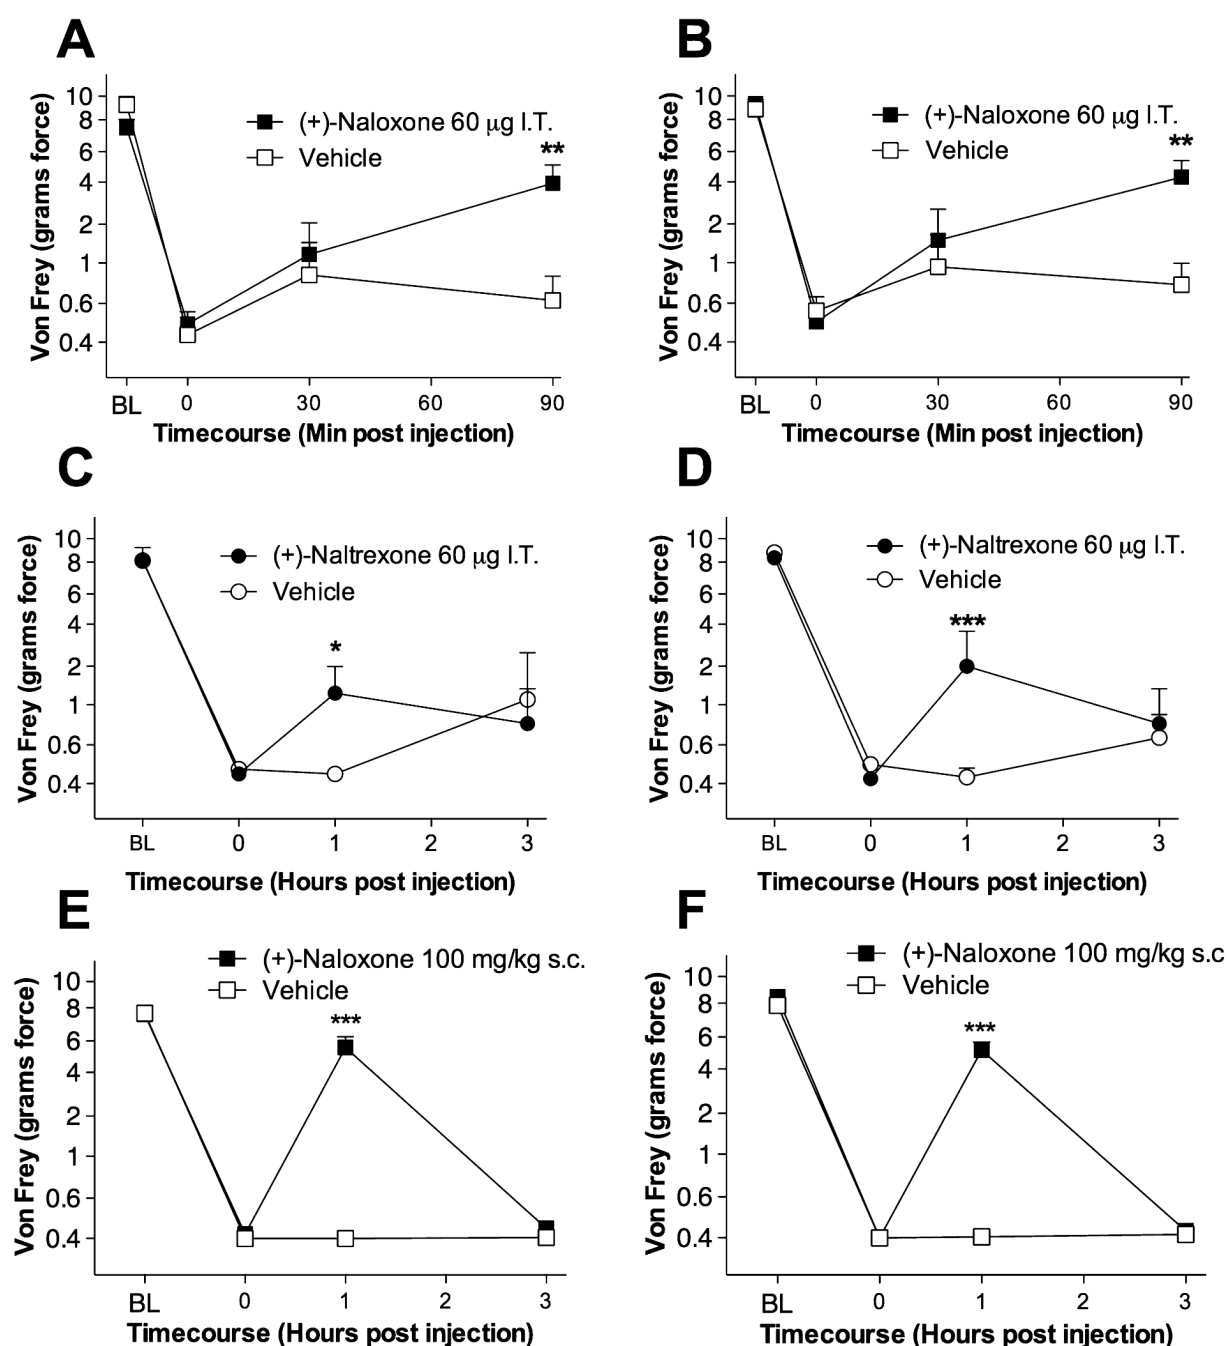 A
Von Frey (grams force)
10
8
6
4
2
1
0.6
0.4
(+)-Naloxone 60 µg I.T.
Vehicle
**
BL 0 30 60 90
Timecourse (Min post injection)
B
Von Frey (grams force)
10
8
6
4
2
1
0.6
0.4
(+)-Naloxone 60 µg I.T.
Vehicle
**
BL 0 30 60 90
Timecourse (Min post injection)
C
Von Frey (grams force)
10
8
6
4
2
1
0.6
0.4
(+)-Naltrexone 60 µg I.T.
Vehicle
*
BL 0 1 2 3
Timecourse (Hours post injection)
D
Von Frey (grams force)
10
8
6
4
2
1
0.6
0.4
(+)-Naltrexone 60 µg I.T.
Vehicle
***
BL 0 1 2 3
Timecourse (Hours post injection)
E
Von Frey (grams force)
10
8
6
4
2
1
0.6
0.4
(+)-Naloxone 100 mg/kg s.c.
Vehicle
***
BL 0 1 2 3
Timecourse (Hours post injection)
F
Von Frey (grams force)
10
8
6
4
2
1
0.6
0.4
(+)-Naloxone 100 mg/kg s.c
Vehicle
***
BL 0 1 2 3
Timecourse (Hours post injection)